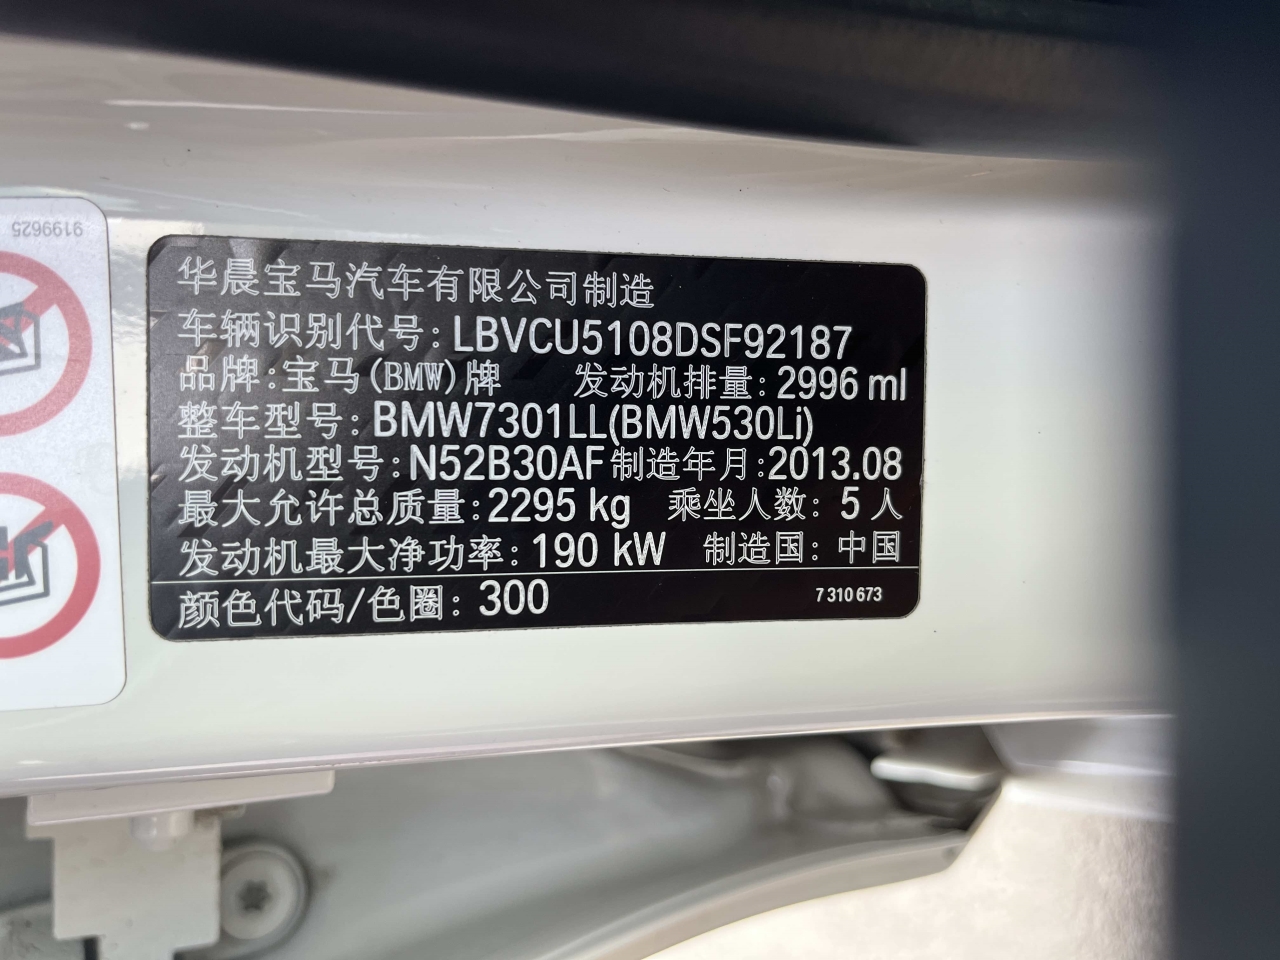 9199625
华晨宝马汽车有限公司制造
车辆识别代号:LBVCU5108DSF92187
品牌:宝马(BMW)牌 发动机排量:2996 ml
整车型号:BMW7301LL(BMW530Li)
发动机型号:N52B30AF 制造年月:2013.08
最大允许总质量:2295 kg 乘坐人数: 5 人
发动机最大净功率:190 kW 制造国: 中国
颜色代码/色圈: 300 7 310 673